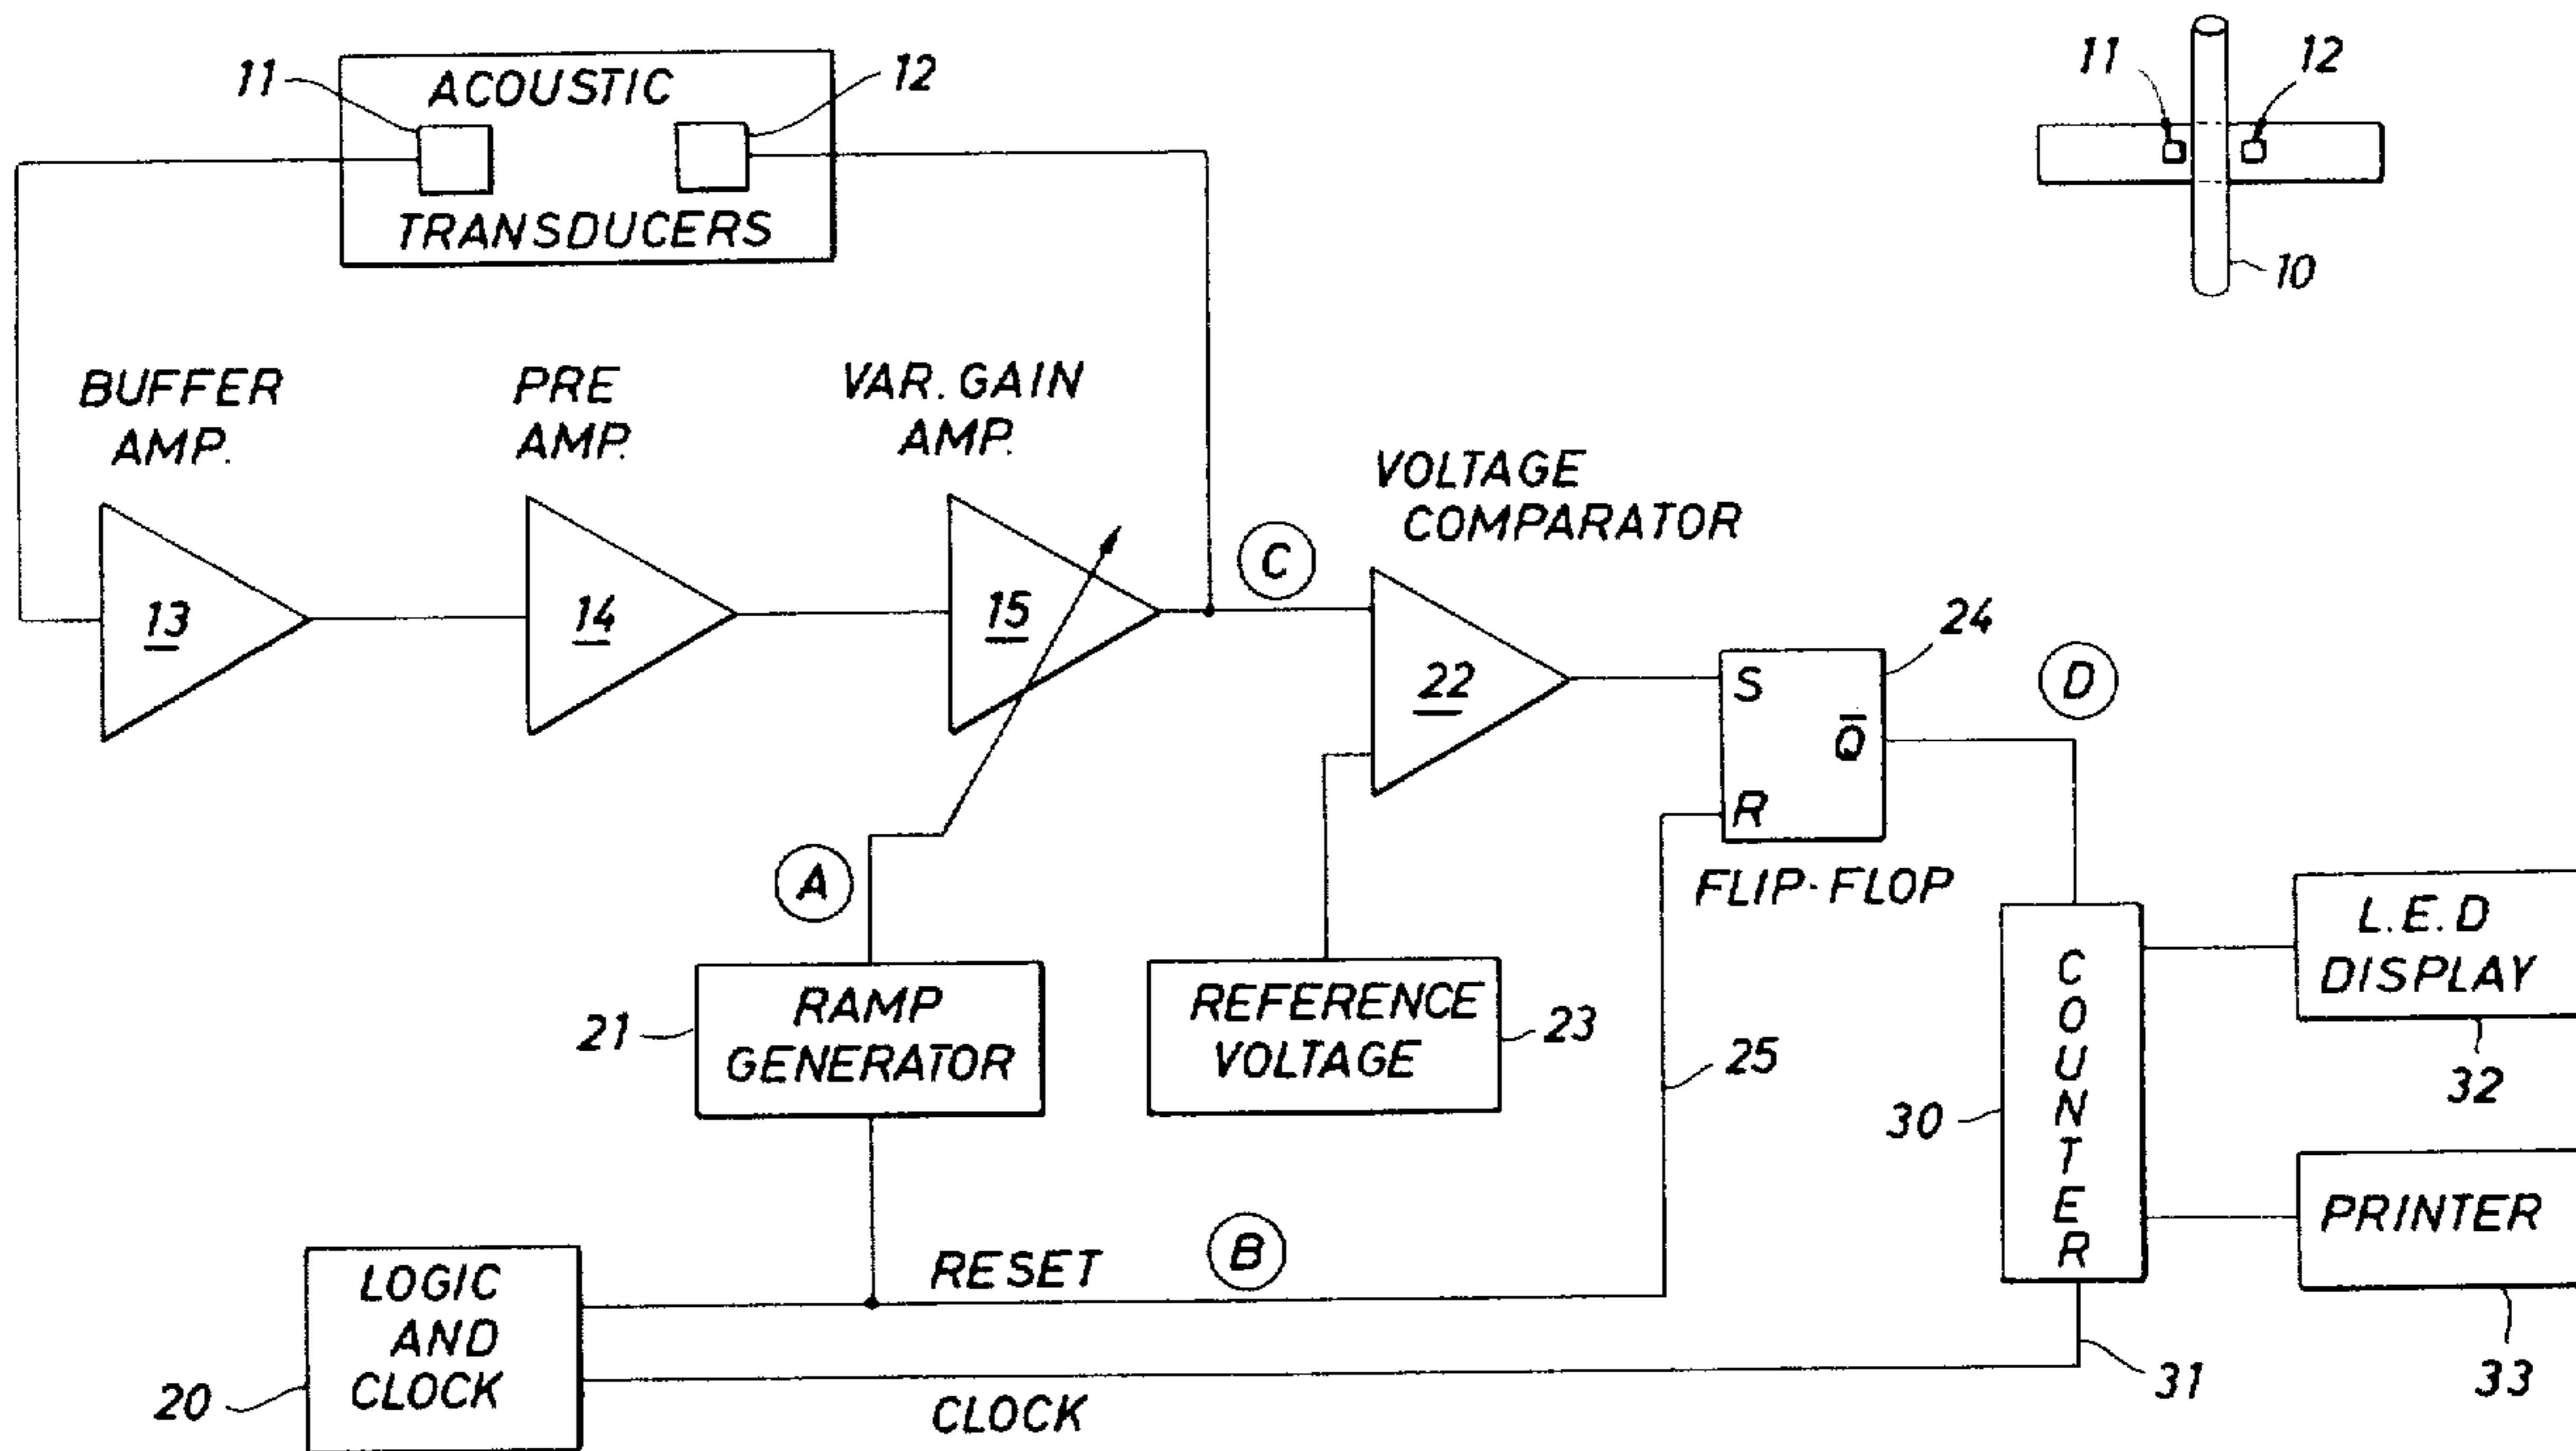 11
ACOUSTIC
12
TRANSDUCERS
11
12
10
BUFFER
AMP.
PRE
AMP.
VAR. GAIN
AMP.
VOLTAGE
COMPARATOR
13
14
15
C
22
24
S
Q̅
R
D
FLIP-FLOP
A
21
RAMP
GENERATOR
REFERENCE
VOLTAGE
23
25
30
COUNTER
L.E.D
DISPLAY
32
PRINTER
33
RESET
B
LOGIC
AND
CLOCK
20
CLOCK
31